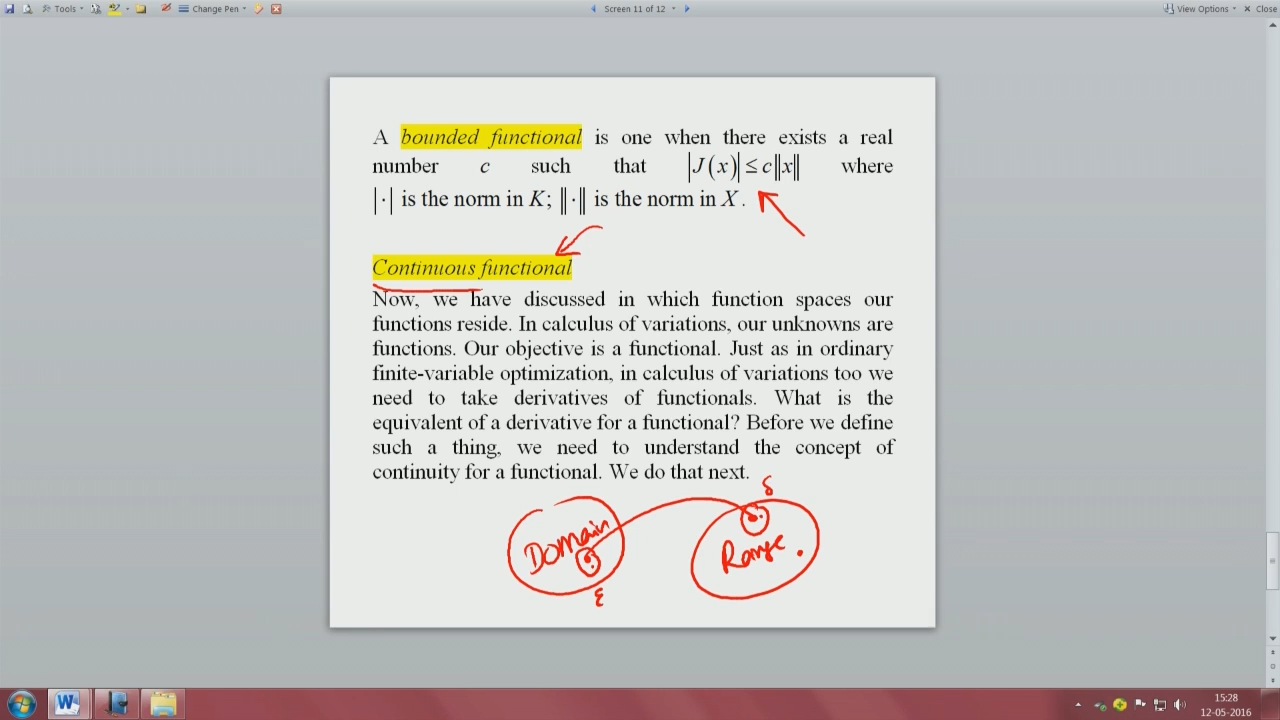 Tools
Change Pen
Screen 11 of 12
View Options
Close
A bounded functional is one when there exists a real
number c such that |J(x)| ≤ c‖x‖ where
|·| is the norm in K; ‖·‖ is the norm in X.
Continuous functional
Now, we have discussed in which function spaces our
functions reside. In calculus of variations, our unknowns are
functions. Our objective is a functional. Just as in ordinary
finite-variable optimization, in calculus of variations too we
need to take derivatives of functionals. What is the
equivalent of a derivative for a functional? Before we define
such a thing, we need to understand the concept of
continuity for a functional. We do that next.
δ
Domain
Range
ε
15:28
12-05-2016